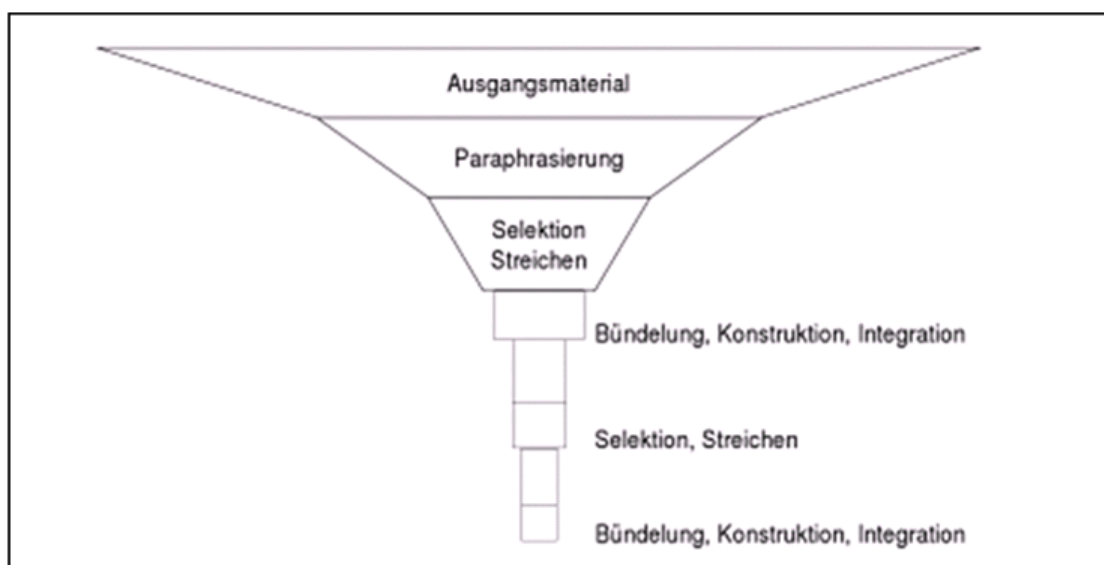 Ausgangsmaterial
Paraphrasierung
Selektion
Streichen
Bündelung, Konstruktion, Integration
Selektion, Streichen
Bündelung, Konstruktion, Integration